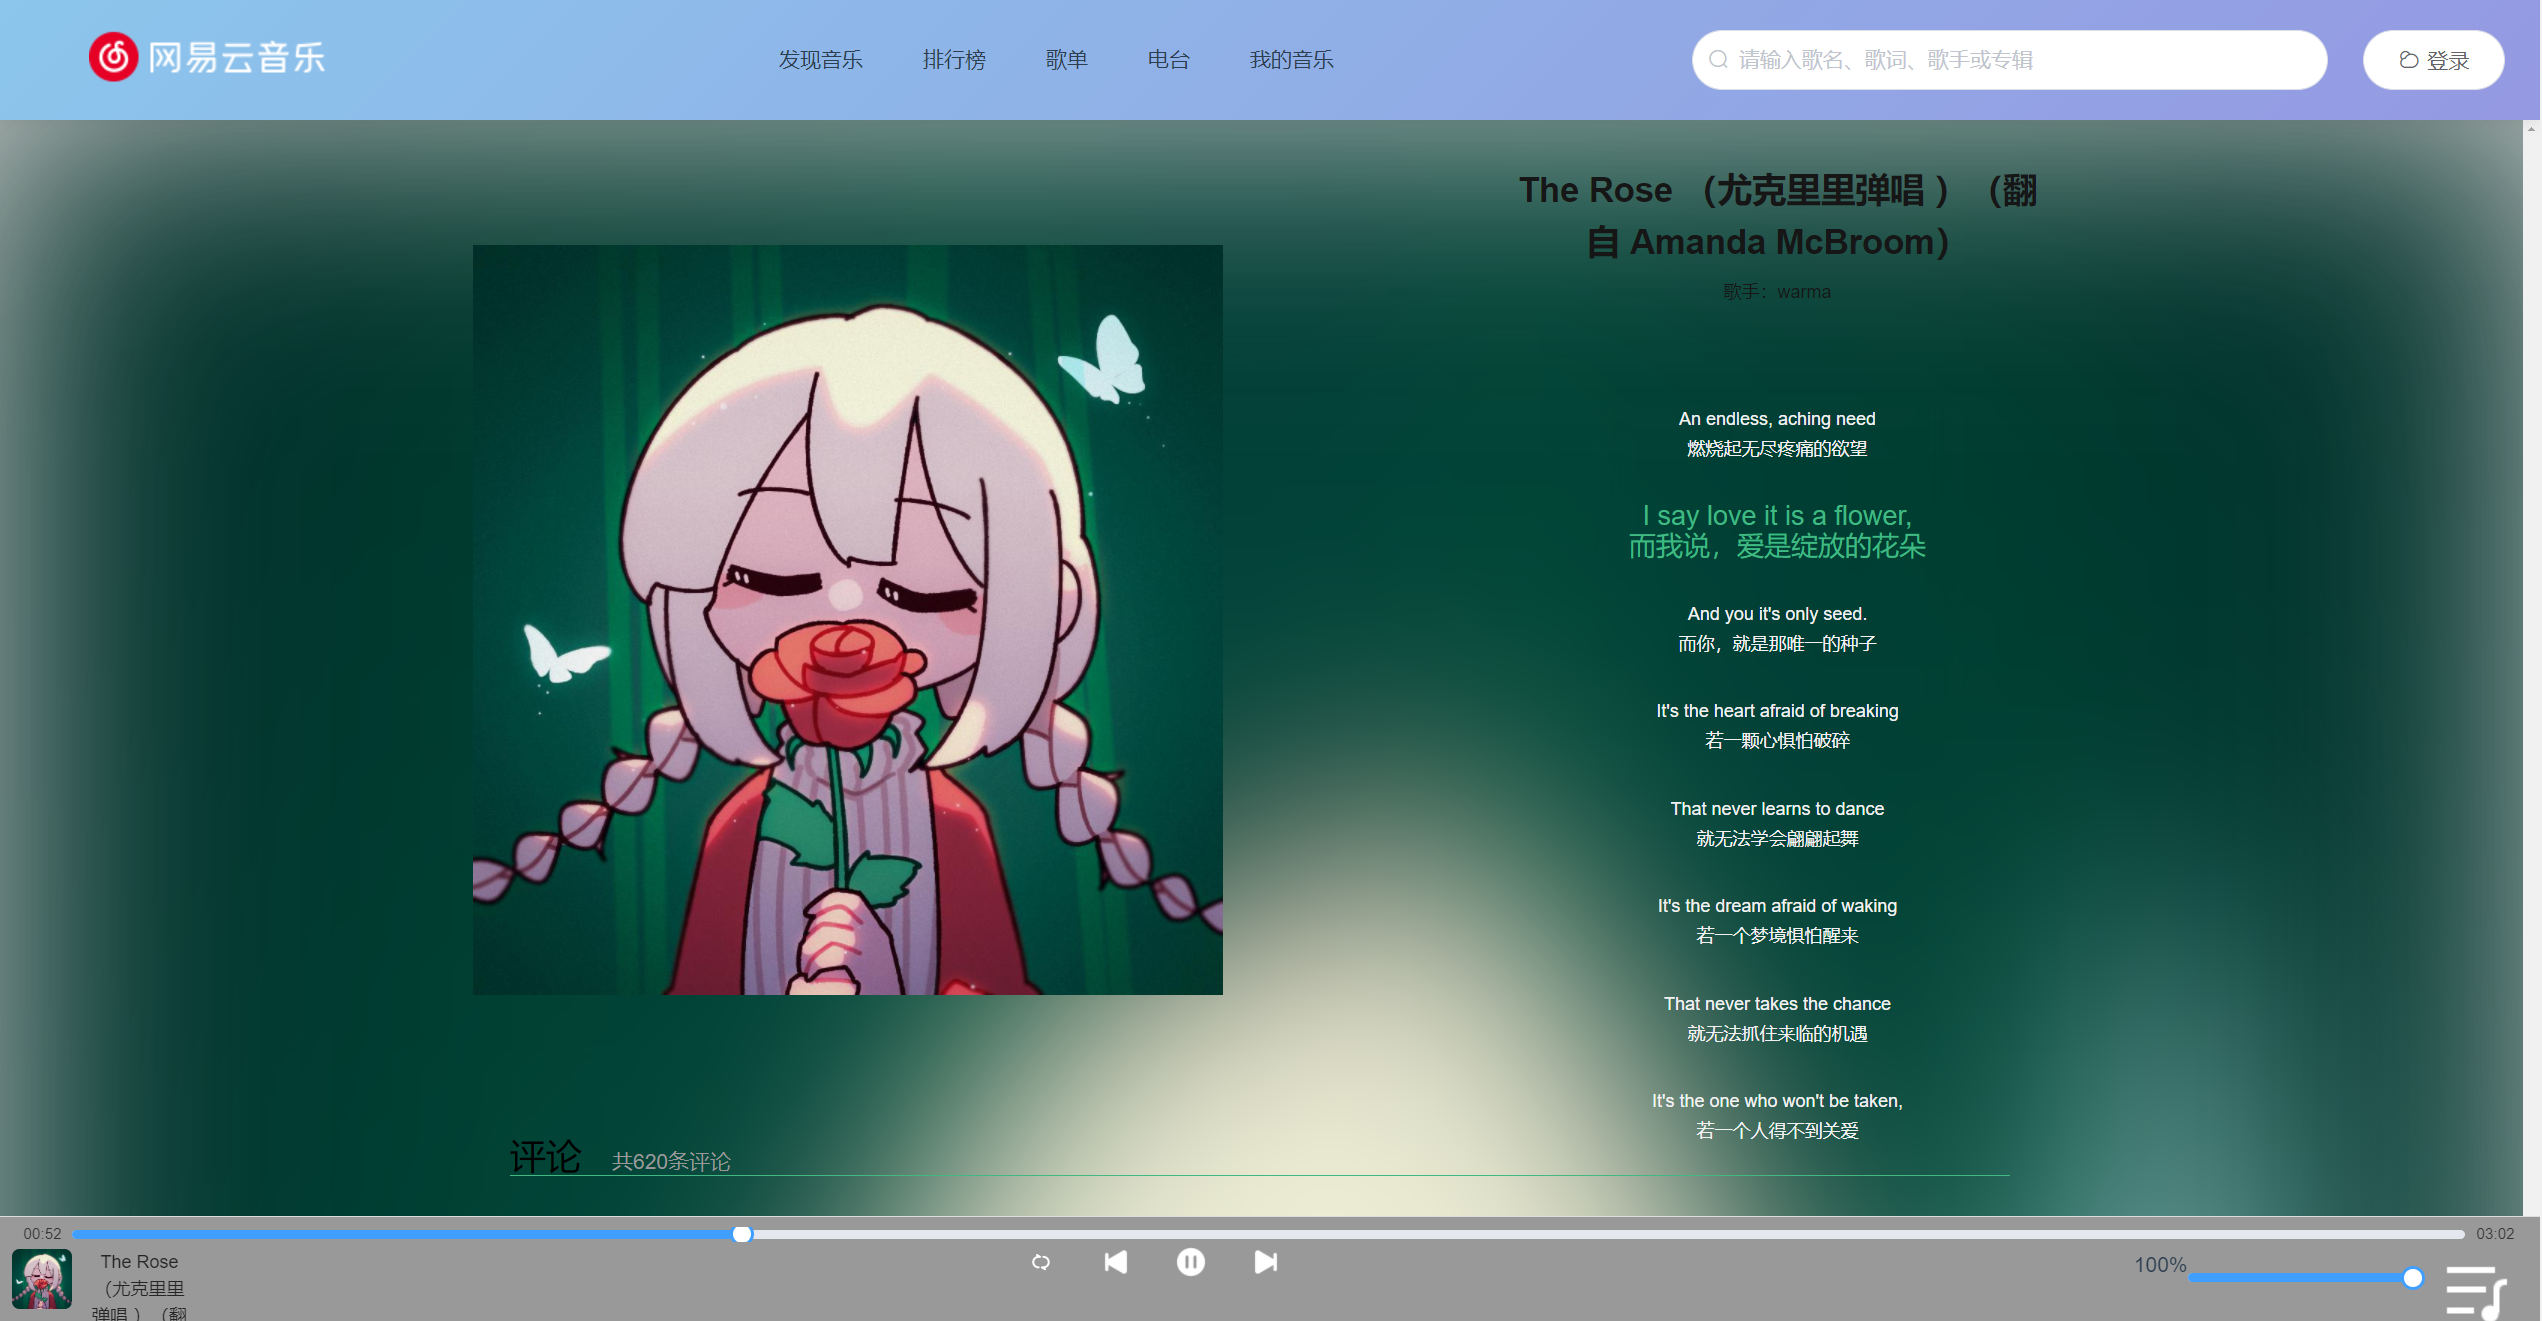 网易云音乐
发现音乐 排行榜 歌单 电台 我的音乐
请输入歌名、歌词、歌手或专辑
登录
The Rose （尤克里里弹唱 ）（翻
自 Amanda McBroom）
歌手：warma
An endless, aching need
燃烧起无尽疼痛的欲望
I say love it is a flower,
而我说，爱是绽放的花朵
And you it's only seed.
而你，就是那唯一的种子
It's the heart afraid of breaking
若一颗心惧怕破碎
That never learns to dance
就无法学会翩翩起舞
It's the dream afraid of waking
若一个梦境惧怕醒来
That never takes the chance
就无法抓住来临的机遇
It's the one who won't be taken,
若一个人得不到关爱
评论 共620条评论
00:52
03:02
The Rose
（尤克里里
弹唱 ）（翻
100%